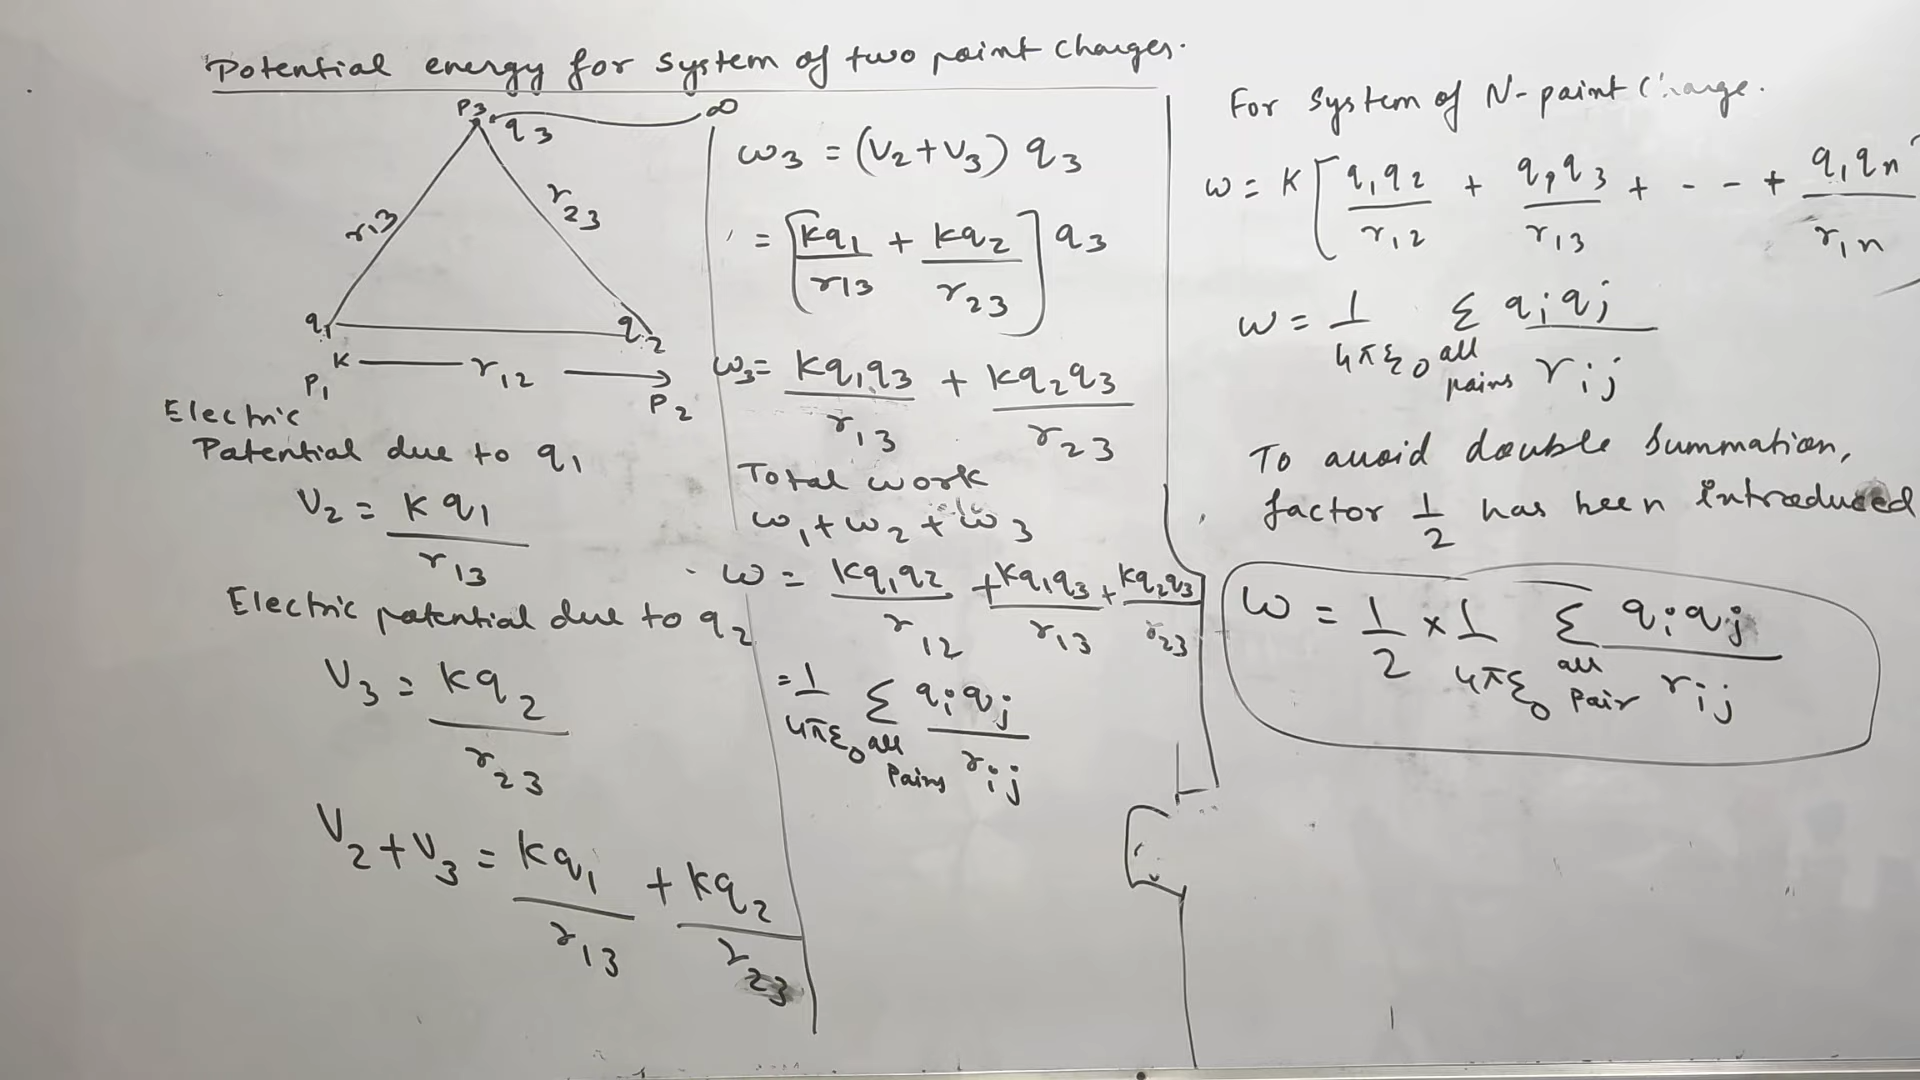 Potential energy for system of two point charges.
P3
∞
q3
r13
r23
q1
q2
K
r12
P1
P2
Electric
Potential due to q1
V2 = Kq1/r13
Electric potential due to q2
V3 = Kq2/r23
V2+V3 = Kq1/r13 + Kq2/r23
ω3 = (V2+V3) q3
= [Kq1/r13 + Kq2/r23] q3
ω3 = Kq1q3/r13 + Kq2q3/r23
Total work
ω1+ω2+ω3
ω = Kq1q2/r12 + Kq1q3/r13 + Kq2q3/r23
= 1/4πε0 Σ all Pairs qiqj/rij
For System of N-point Charge.
ω = K [q1q2/r12 + q1q3/r13 + - - + q1qn/r1n
ω = 1/4πε0 Σ all pairs qiqj/rij
To avoid double Summation,
factor 1/2 has been introduced
ω = 1/2 × 1/4πε0 Σ all Pair qiqj/rij